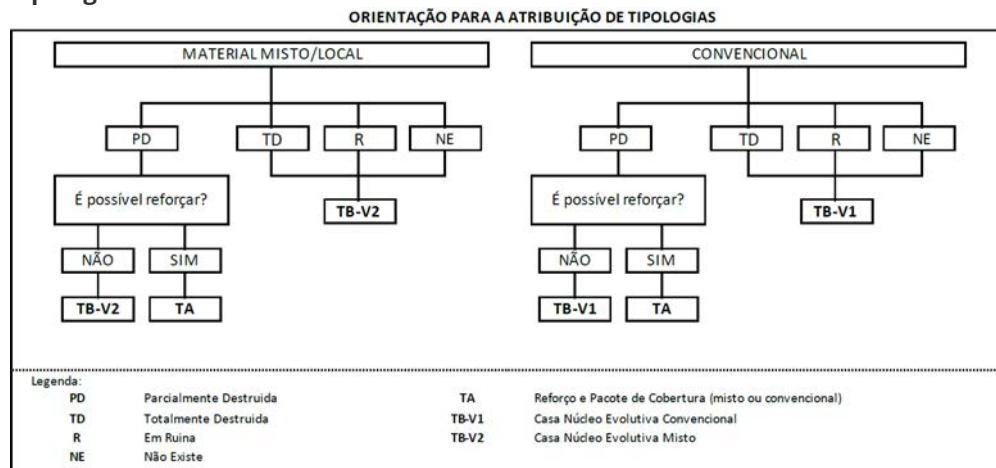 ORIENTAÇÃO PARA A ATRIBUIÇÃO DE TIPOLOGIAS
MATERIAL MISTO/LOCAL
CONVENCIONAL
PD TD R NE
PD TD R NE
É possível reforçar?
TB-V2
É possível reforçar?
TB-V1
NÃO SIM
NÃO SIM
TB-V2 TA
TB-V1 TA
Legenda:
PD Parcialmente Destruida
TD Totalmente Destruida
R Em Ruina
NE Não Existe
TA Reforço e Pacote de Cobertura (misto ou convencional)
TB-V1 Casa Núcleo Evolutiva Convencional
TB-V2 Casa Núcleo Evolutiva Misto